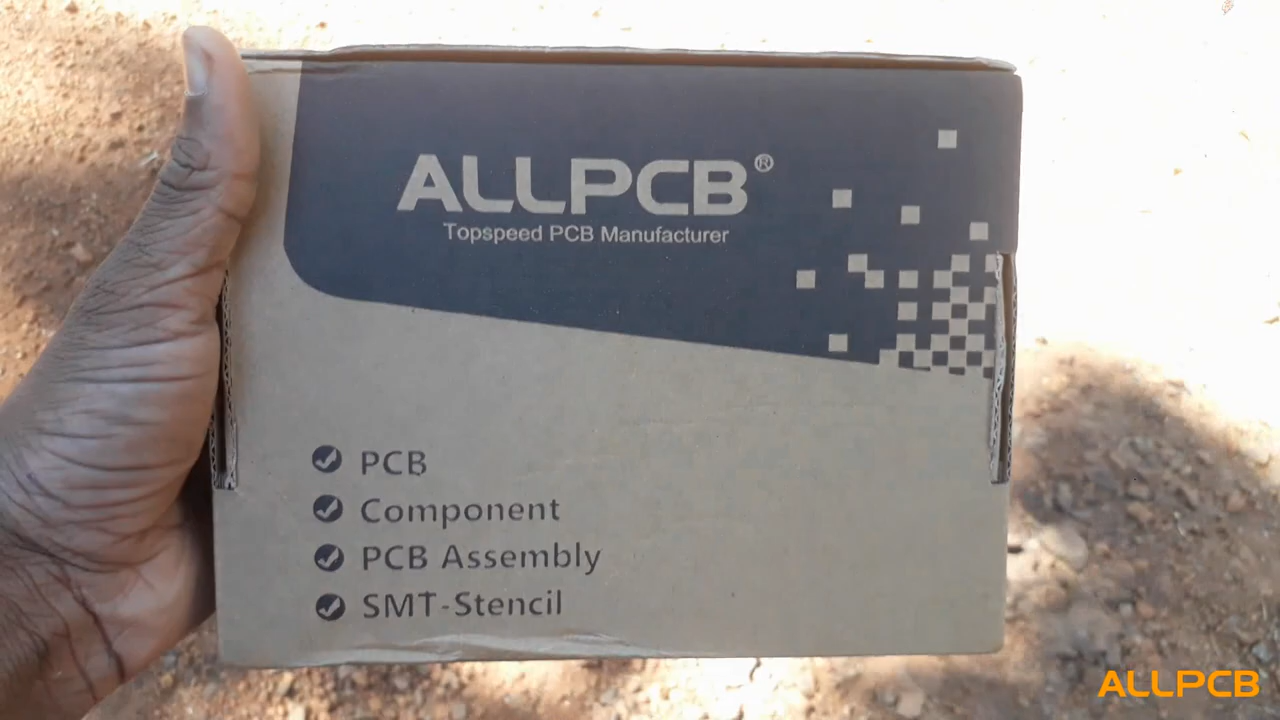 ALLPCB®
Topspeed PCB Manufacturer
PCB
Component
PCB Assembly
SMT-Stencil
ALLPCB